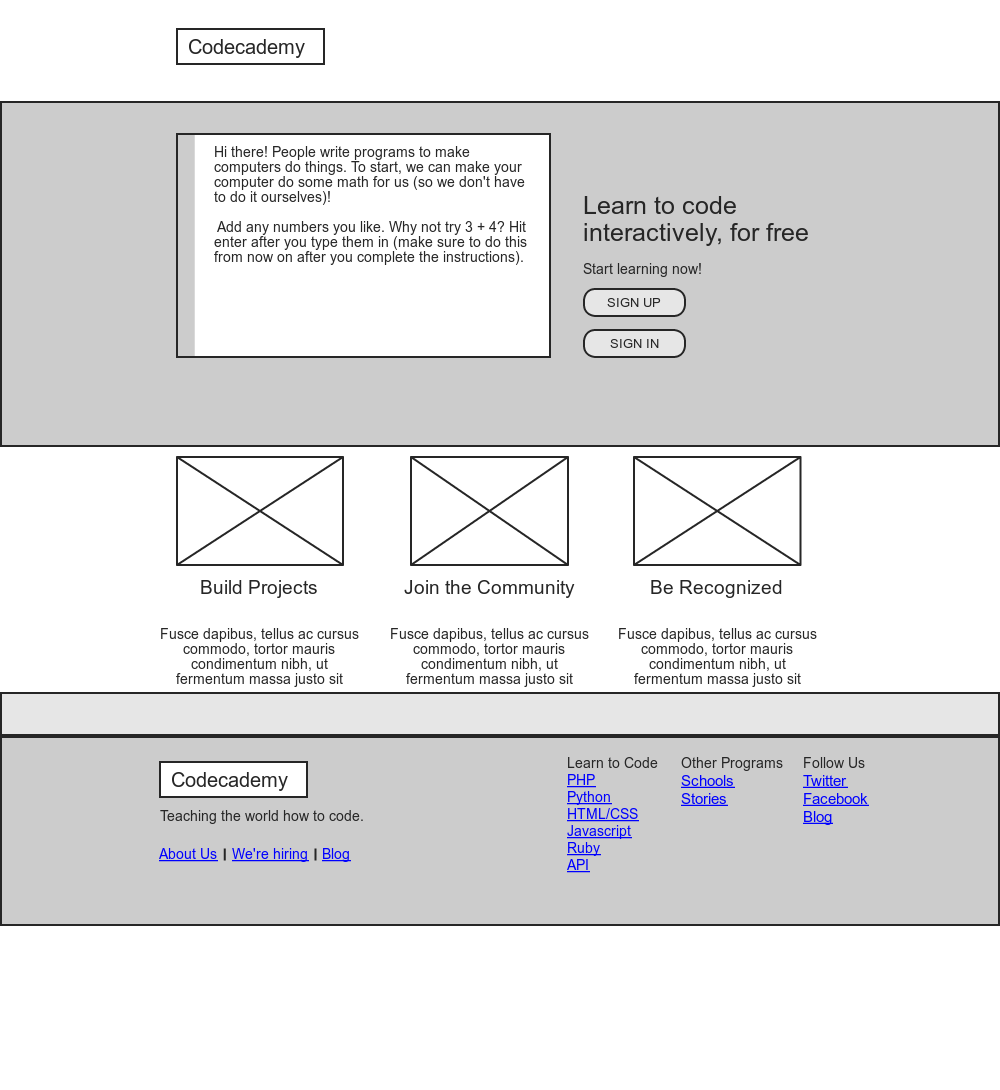 Codecademy
Hi there! People write programs to make
computers do things. To start, we can make your
computer do some math for us (so we don't have
to do it ourselves)!
Add any numbers you like. Why not try 3 + 4? Hit
enter after you type them in (make sure to do this
from now on after you complete the instructions).
Learn to code
interactively, for free
Start learning now!
SIGN UP
SIGN IN
Build Projects
Fusce dapibus, tellus ac cursus
commodo, tortor mauris
condimentum nibh, ut
fermentum massa justo sit
Join the Community
Fusce dapibus, tellus ac cursus
commodo, tortor mauris
condimentum nibh, ut
fermentum massa justo sit
Be Recognized
Fusce dapibus, tellus ac cursus
commodo, tortor mauris
condimentum nibh, ut
fermentum massa justo sit
Codecademy
Teaching the world how to code.
About Us | We're hiring | Blog
Learn to Code
PHP
Python
HTML/CSS
Javascript
Ruby
API
Other Programs
Schools
Stories
Follow Us
Twitter
Facebook
Blog